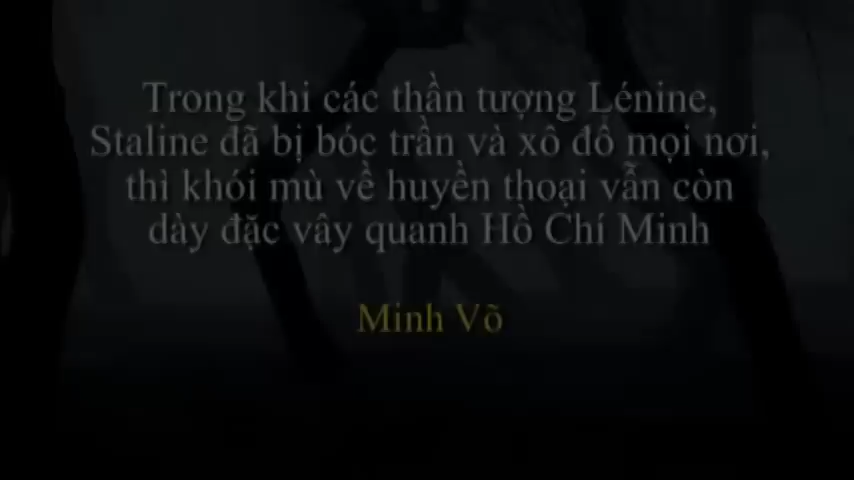 Trong khi các thần tượng Lénine,
Staline đã bị bóc trần và xô đổ mọi nơi,
thì khói mù về huyền thoại vẫn còn
dày đặc vây quanh Hồ Chí Minh
Minh Võ